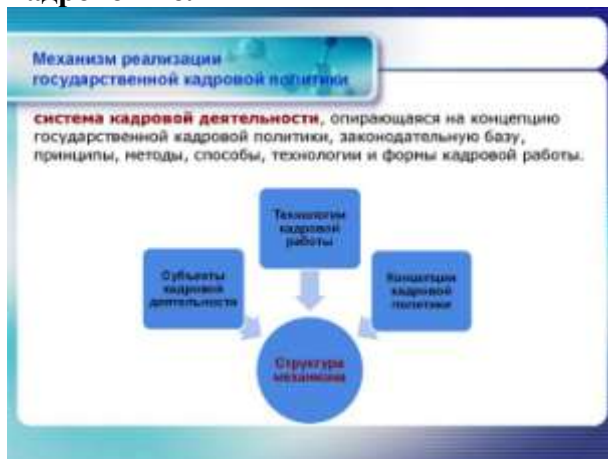 Механизм реализации
государственной кадровой политики
система кадровой деятельности, опирающаяся на концепцию
государственной кадровой политики, законодательную базу,
принципы, методы, способы, технологии и формы кадровой работы.
Технологии
кадровой
работы
Субъекты
кадровой
деятельности
Концепции
кадровой
политики
Структура
механизма